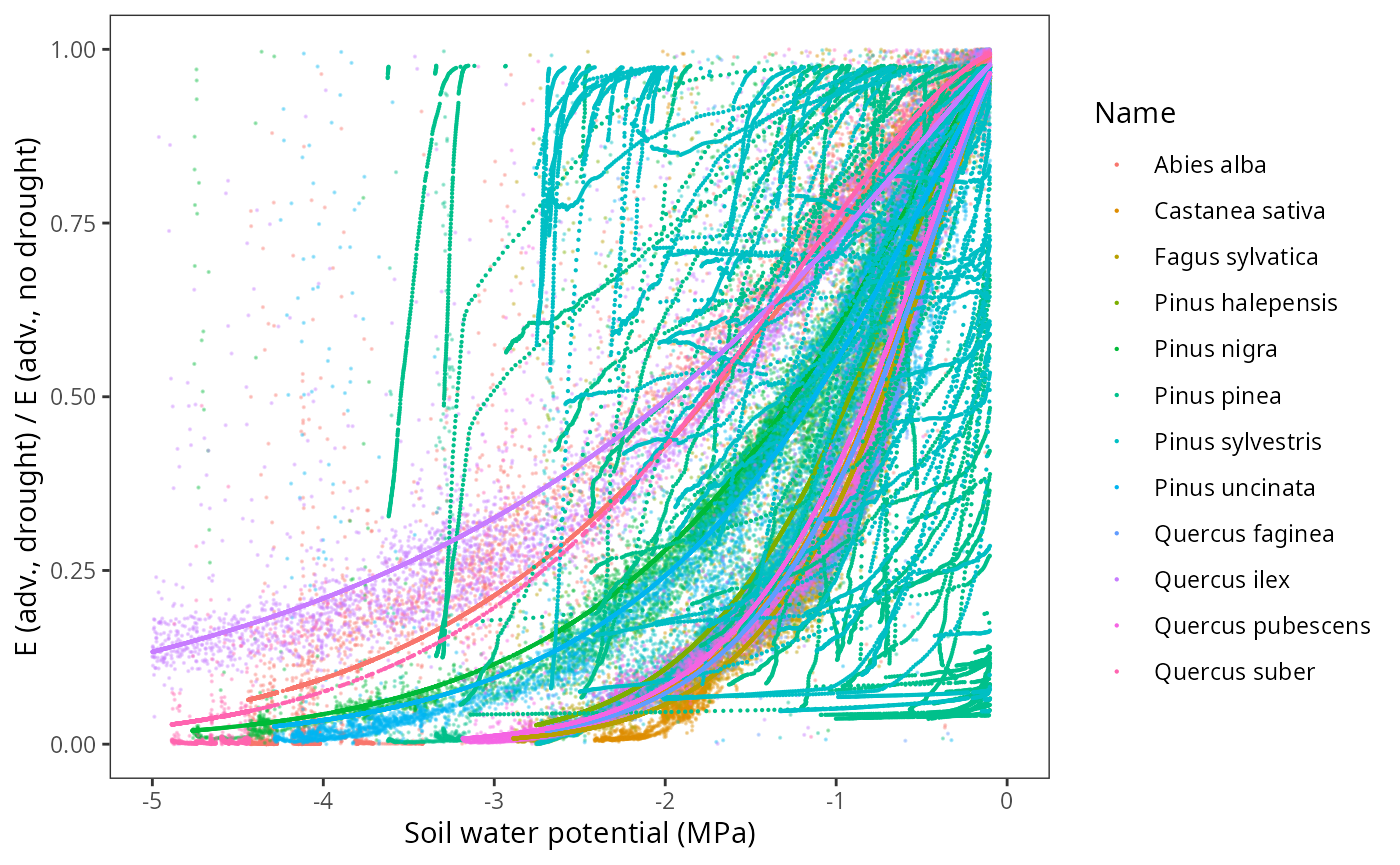 E (adv., drought) / E (adv., no drought)
1.00
0.75
0.50
0.25
0.00
-5 -4 -3 -2 -1 0
Soil water potential (MPa)
Name
Abies alba
Castanea sativa
Fagus sylvatica
Pinus halepensis
Pinus nigra
Pinus pinea
Pinus sylvestris
Pinus uncinata
Quercus faginea
Quercus ilex
Quercus pubescens
Quercus suber